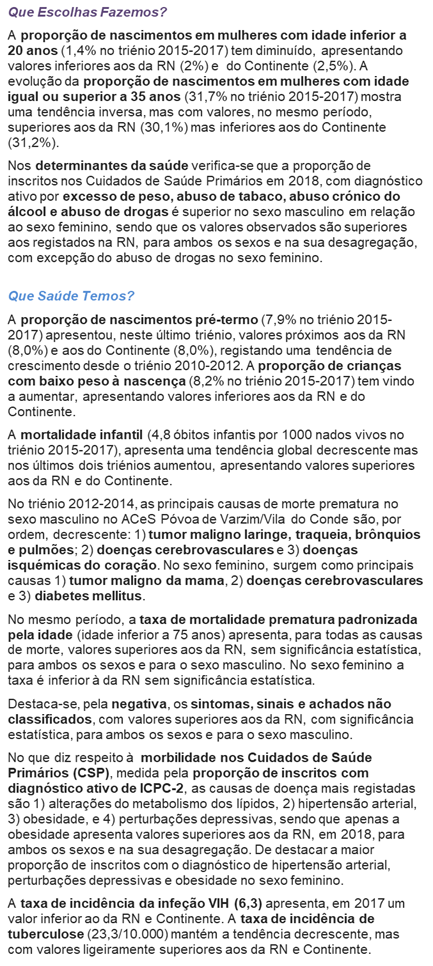 Que Escolhas Fazemos?
A proporção de nascimentos em mulheres com idade inferior a
20 anos (1,4% no triénio 2015-2017) tem diminuído, apresentando
valores inferiores aos da RN (2%) e do Continente (2,5%). A
evolução da proporção de nascimentos em mulheres com idade
igual ou superior a 35 anos (31,7% no triénio 2015-2017) mostra
uma tendência inversa, mas com valores, no mesmo período,
superiores aos da RN (30,1%) mas inferiores aos do Continente
(31,2%).
Nos determinantes da saúde verifica-se que a proporção de
inscritos nos Cuidados de Saúde Primários em 2018, com diagnóstico
ativo por excesso de peso, abuso de tabaco, abuso crónico do
álcool e abuso de drogas é superior no sexo masculino em relação
ao sexo feminino, sendo que os valores observados são superiores
aos registados na RN, para ambos os sexos e na sua desagregação,
com excepção do abuso de drogas no sexo feminino.
Que Saúde Temos?
A proporção de nascimentos pré-termo (7,9% no triénio 2015-
2017) apresentou, neste último triénio, valores próximos aos da RN
(8,0%) e aos do Continente (8,0%), registando uma tendência de
crescimento desde o triénio 2010-2012. A proporção de crianças
com baixo peso à nascença (8,2% no triénio 2015-2017) tem vindo
a aumentar, apresentando valores inferiores aos da RN e do
Continente.
A mortalidade infantil (4,8 óbitos infantis por 1000 nados vivos no
triénio 2015-2017), apresenta uma tendência global decrescente mas
nos últimos dois triénios aumentou, apresentando valores superiores
aos da RN e do Continente.
No triénio 2012-2014, as principais causas de morte prematura no
sexo masculino no ACeS Póvoa de Varzim/Vila do Conde são, por
ordem, decrescente: 1) tumor maligno laringe, traqueia, brônquios
e pulmões; 2) doenças cerebrovasculares e 3) doenças
isquémicas do coração. No sexo feminino, surgem como principais
causas 1) tumor maligno da mama, 2) doenças cerebrovasculares
e 3) diabetes mellitus.
No mesmo período, a taxa de mortalidade prematura padronizada
pela idade (idade inferior a 75 anos) apresenta, para todas as causas
de morte, valores superiores aos da RN, sem significância estatística,
para ambos os sexos e para o sexo masculino. No sexo feminino a
taxa é inferior à da RN sem significância estatística.
Destaca-se, pela negativa, os sintomas, sinais e achados não
classificados, com valores superiores aos da RN, com significância
estatística, para ambos os sexos e para o sexo masculino.
No que diz respeito à morbilidade nos Cuidados de Saúde
Primários (CSP), medida pela proporção de inscritos com
diagnóstico ativo de ICPC-2, as causas de doença mais registadas
são 1) alterações do metabolismo dos lípidos, 2) hipertensão arterial,
3) obesidade, e 4) perturbações depressivas, sendo que apenas a
obesidade apresenta valores superiores aos da RN, em 2018, para
ambos os sexos e na sua desagregação. De destacar a maior
proporção de inscritos com o diagnóstico de hipertensão arterial,
perturbações depressivas e obesidade no sexo feminino.
A taxa de incidência da infeção VIH (6,3) apresenta, em 2017 um
valor inferior ao da RN e Continente. A taxa de incidência de
tuberculose (23,3/10.000) mantém a tendência decrescente, mas
com valores ligeiramente superiores aos da RN e Continente.